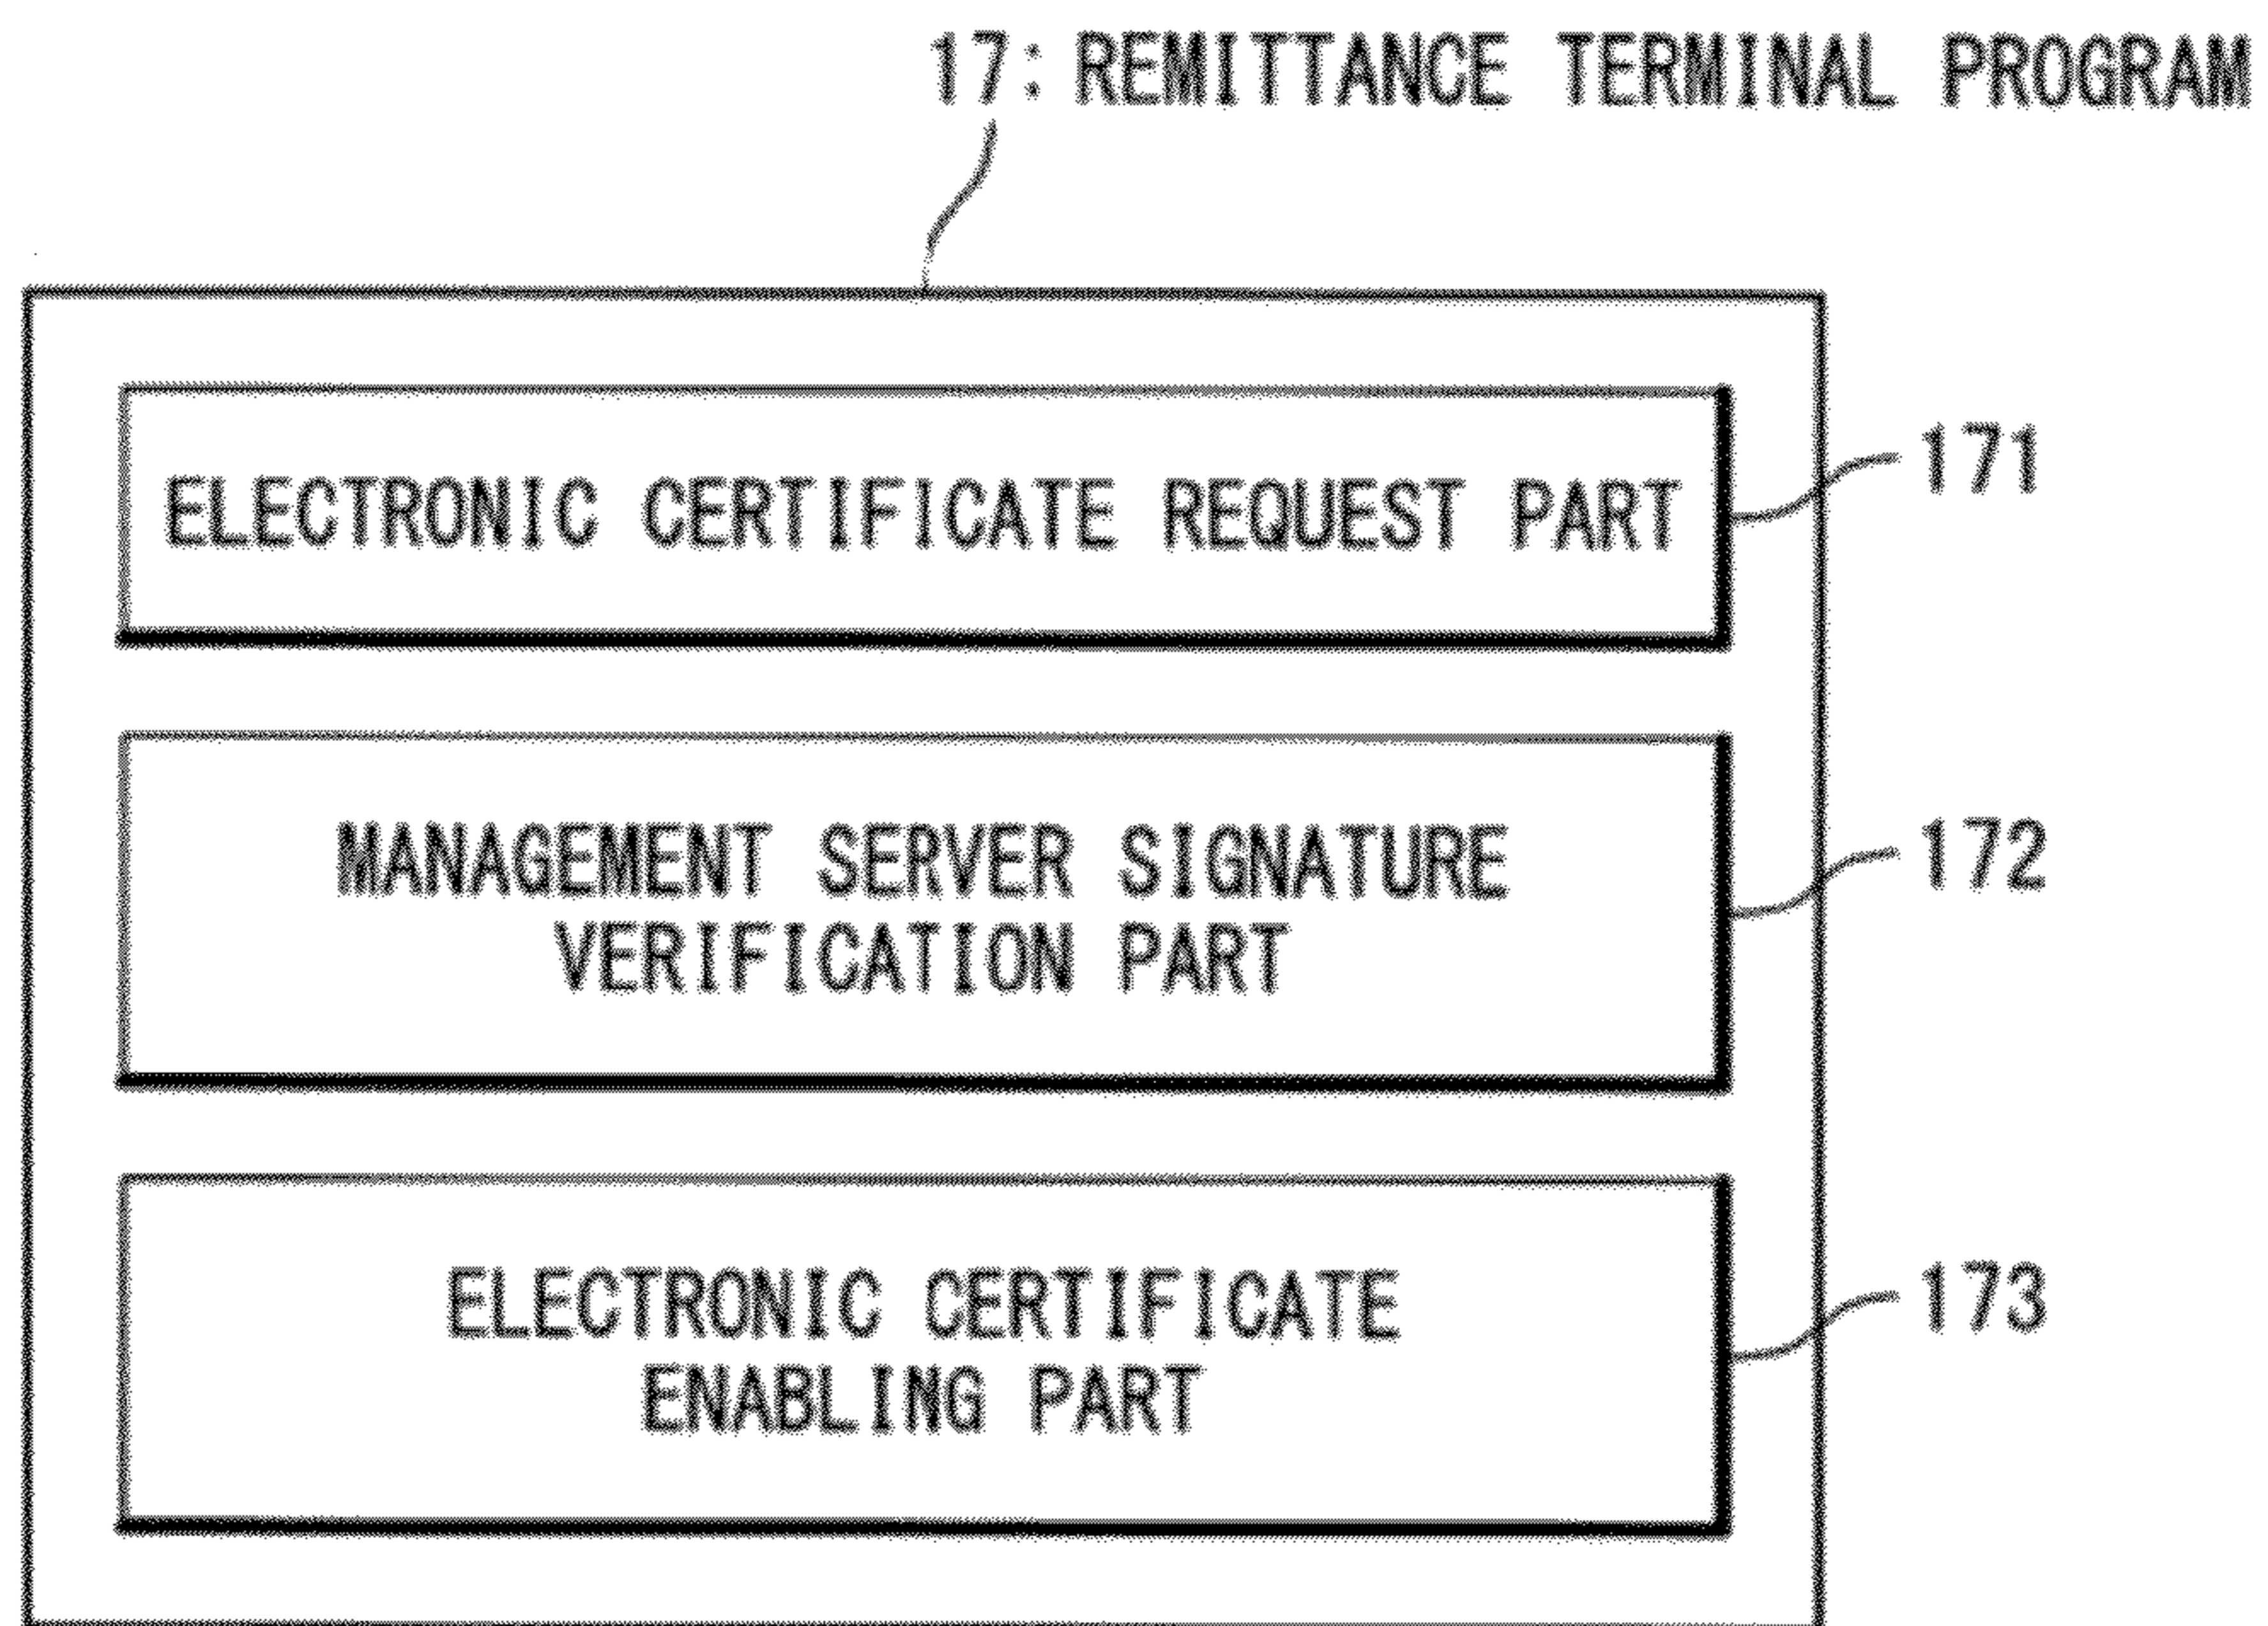 17: REMITTANCE TERMINAL PROGRAM
ELECTRONIC CERTIFICATE REQUEST PART
171
MANAGEMENT SERVER SIGNATURE
VERIFICATION PART
172
ELECTRONIC CERTIFICATE
ENABLING PART
173